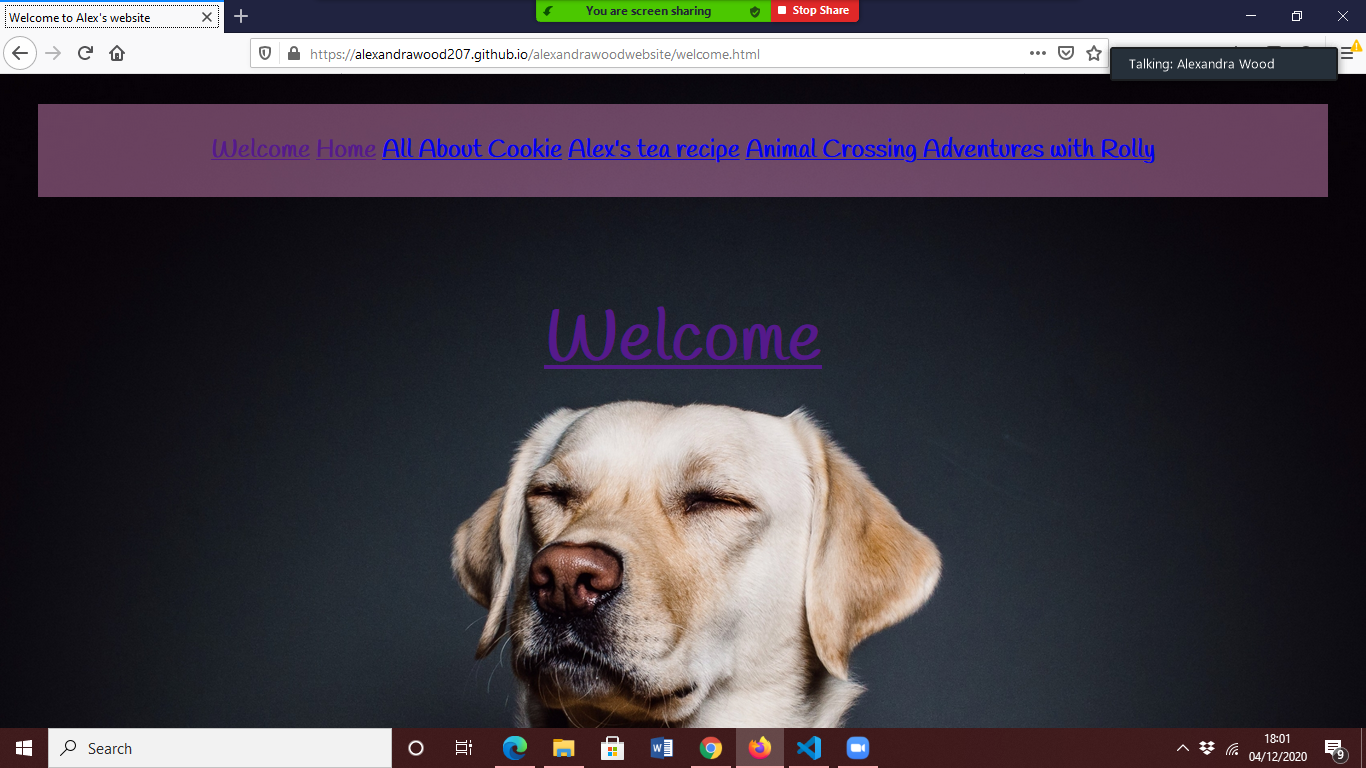 Welcome to Alex's website
You are screen sharing
Stop Share
https://alexandrawood207.github.io/alexandrawoodwebsite/welcome.html
Talking: Alexandra Wood
Welcome Home All About Cookie Alex's tea recipe Animal Crossing Adventures with Rolly
Welcome
Search
18:01
04/12/2020
9